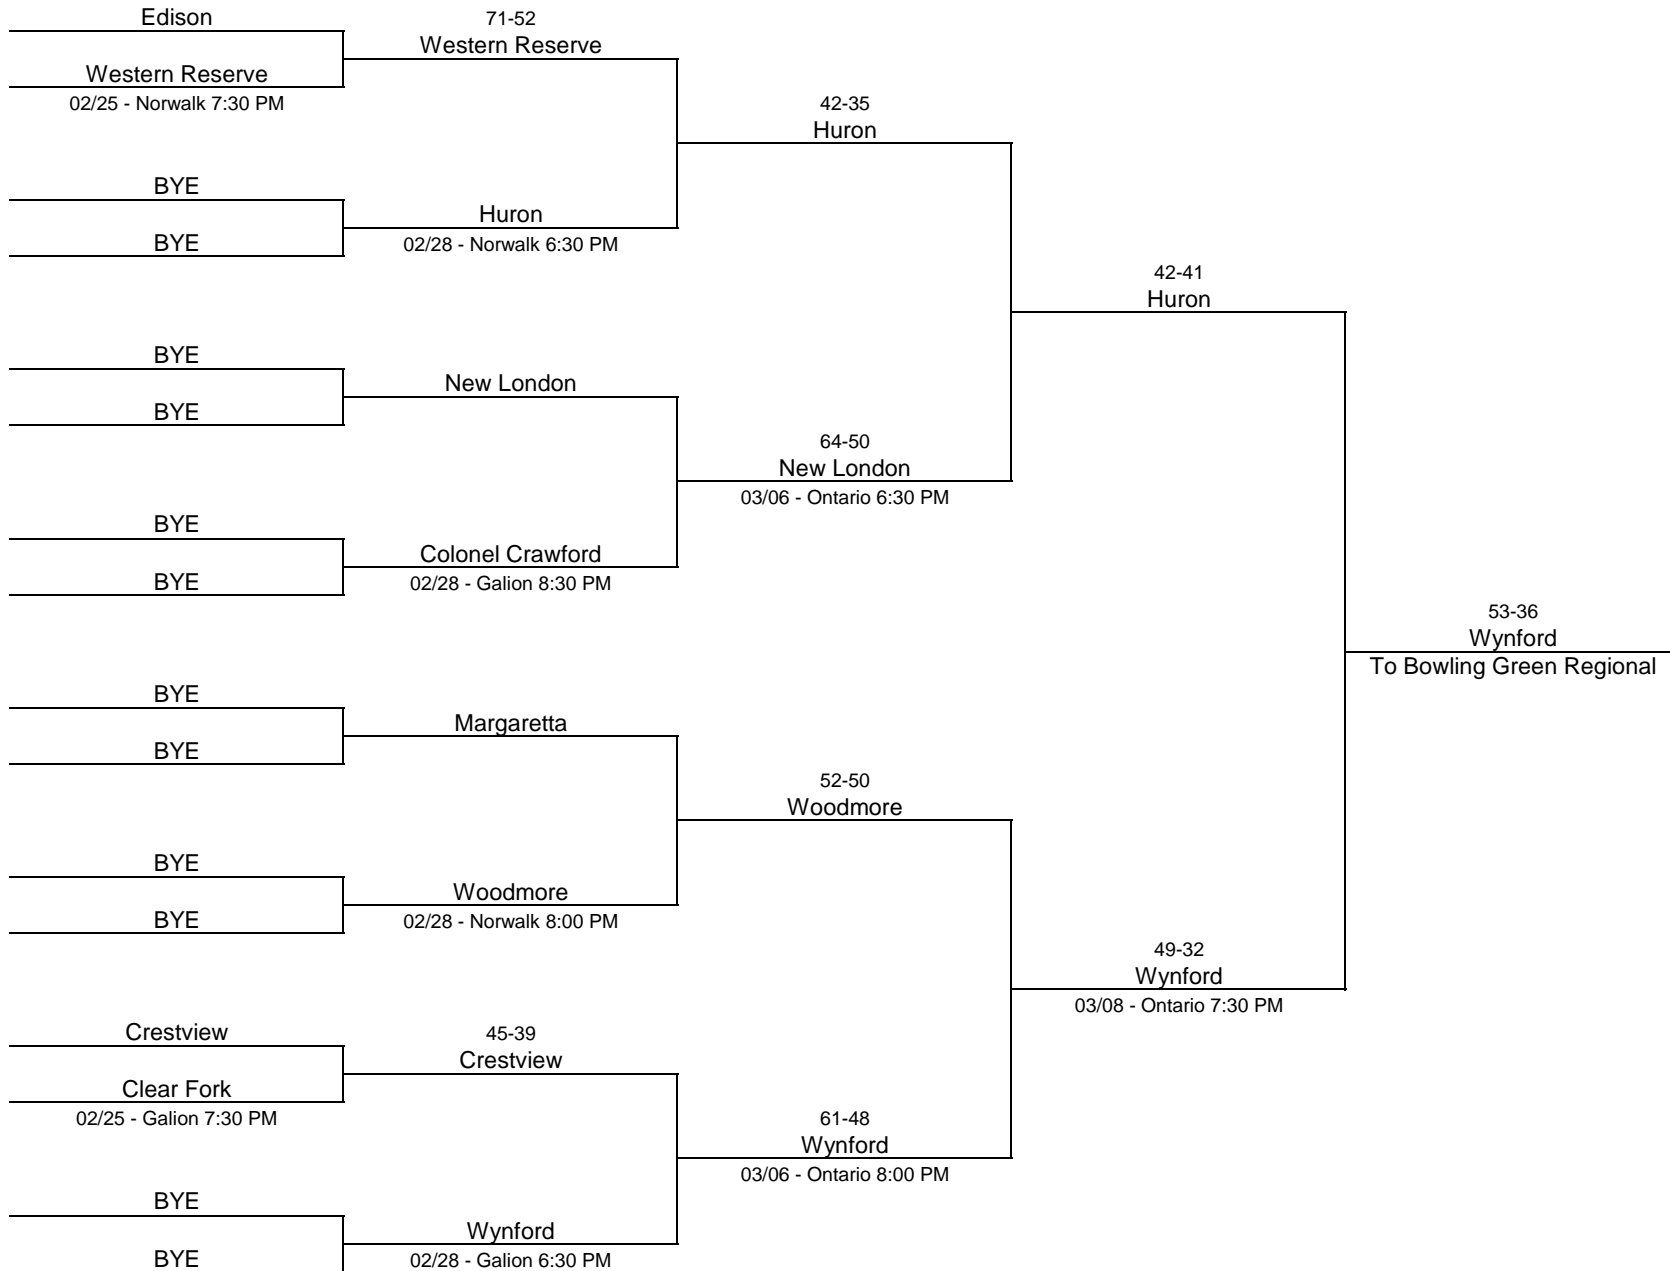 Edison
Western Reserve
02/25 - Norwalk 7:30 PM
BYE
BYE
BYE
BYE
BYE
BYE
BYE
BYE
BYE
BYE
Crestview
Clear Fork
02/25 - Galion 7:30 PM
BYE
BYE
71-52
Western Reserve
Huron
02/28 - Norwalk 6:30 PM
New London
Colonel Crawford
02/28 - Galion 8:30 PM
Margaretta
Woodmore
02/28 - Norwalk 8:00 PM
45-39
Crestview
Wynford
02/28 - Galion 6:30 PM
42-35
Huron
64-50
New London
03/06 - Ontario 6:30 PM
52-50
Woodmore
61-48
Wynford
03/06 - Ontario 8:00 PM
42-41
Huron
49-32
Wynford
03/08 - Ontario 7:30 PM
53-36
Wynford
To Bowling Green Regional